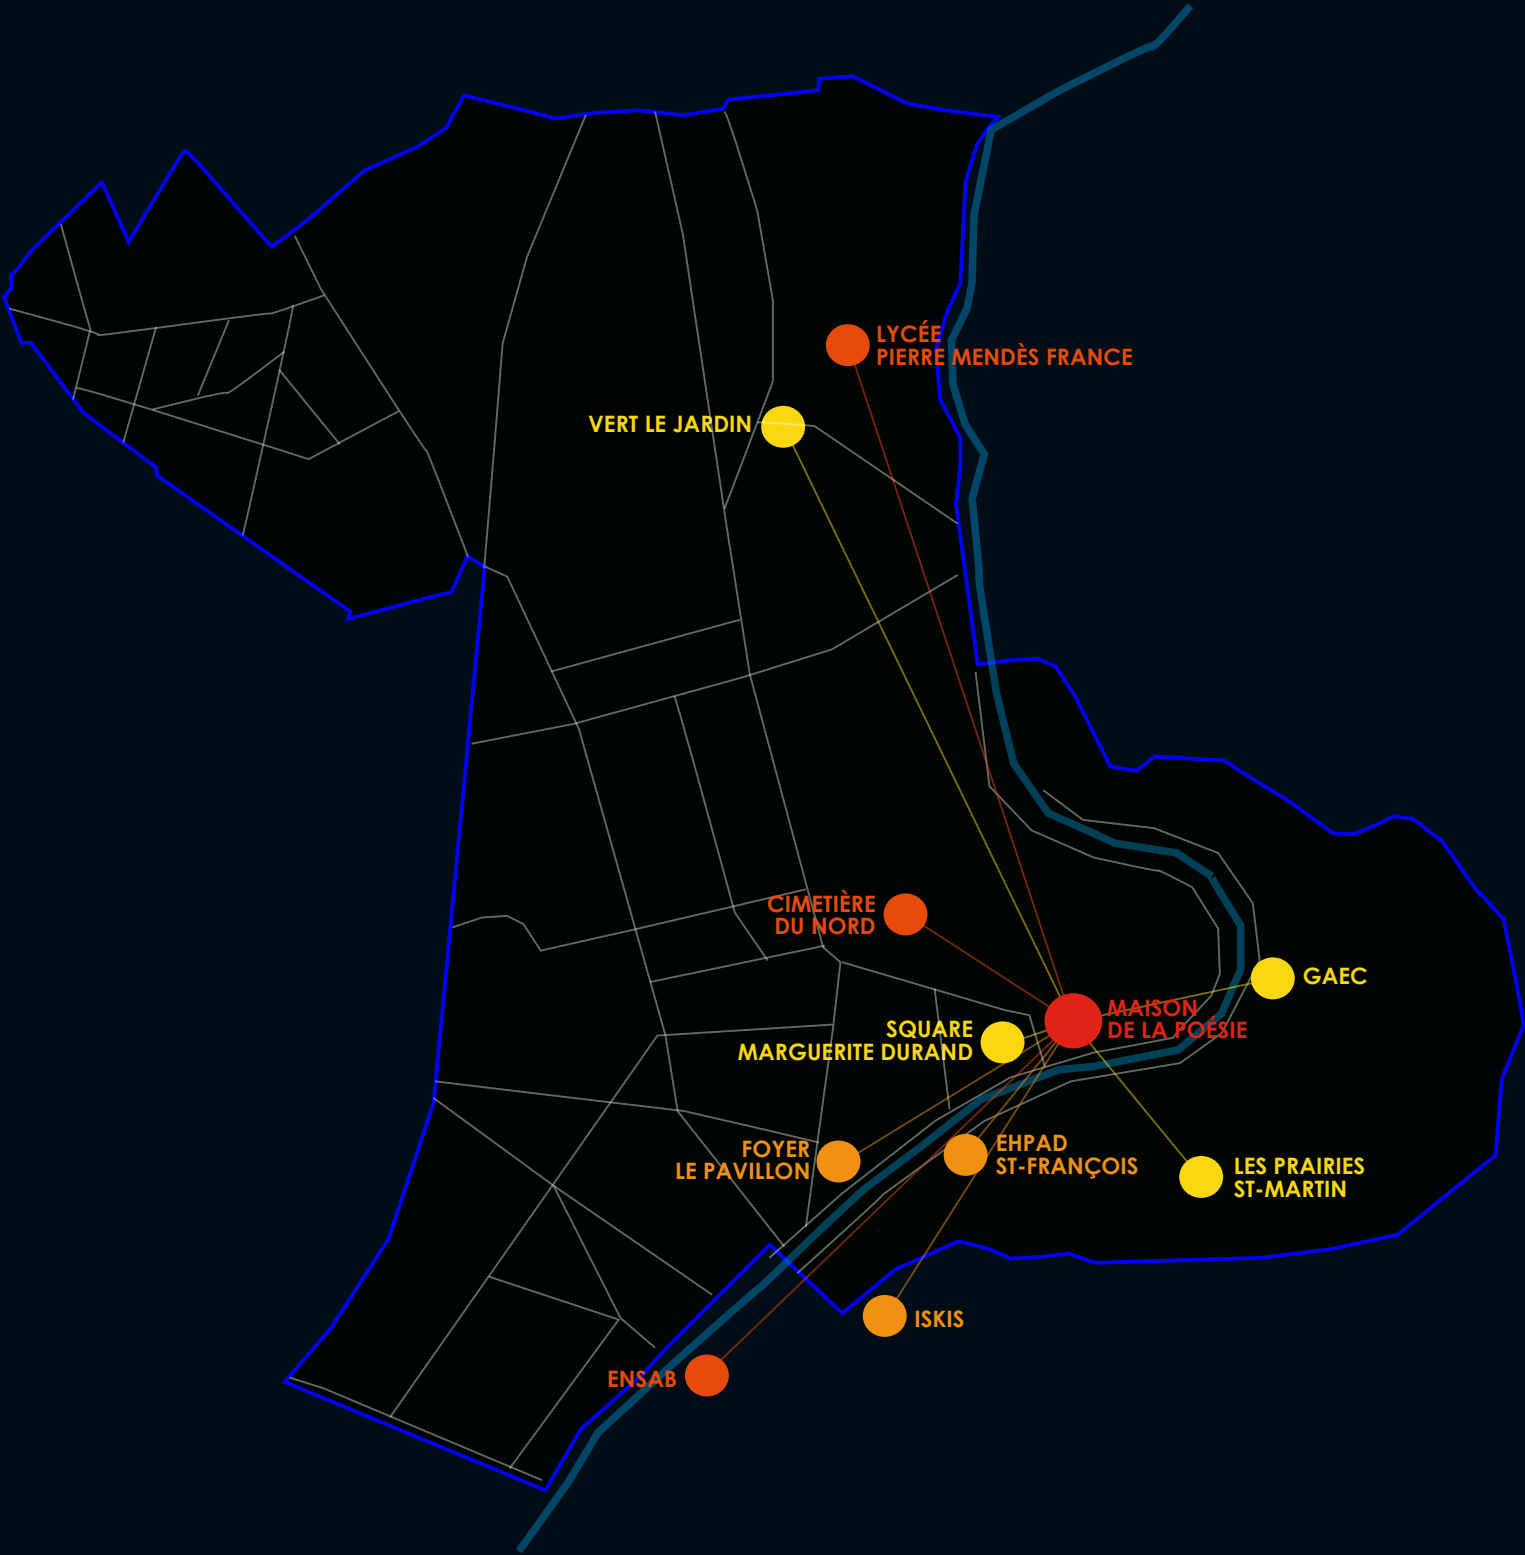 LYCÉE
PIERRE MENDÈS FRANCE
VERT LE JARDIN
CIMETIÈRE
DU NORD
GAEC
MAISON
DE LA POÉSIE
SQUARE
MARGUERITE DURAND
FOYER
LE PAVILLON
EHPAD
ST-FRANÇOIS
LES PRAIRIES
ST-MARTIN
ISKIS
ENSAB